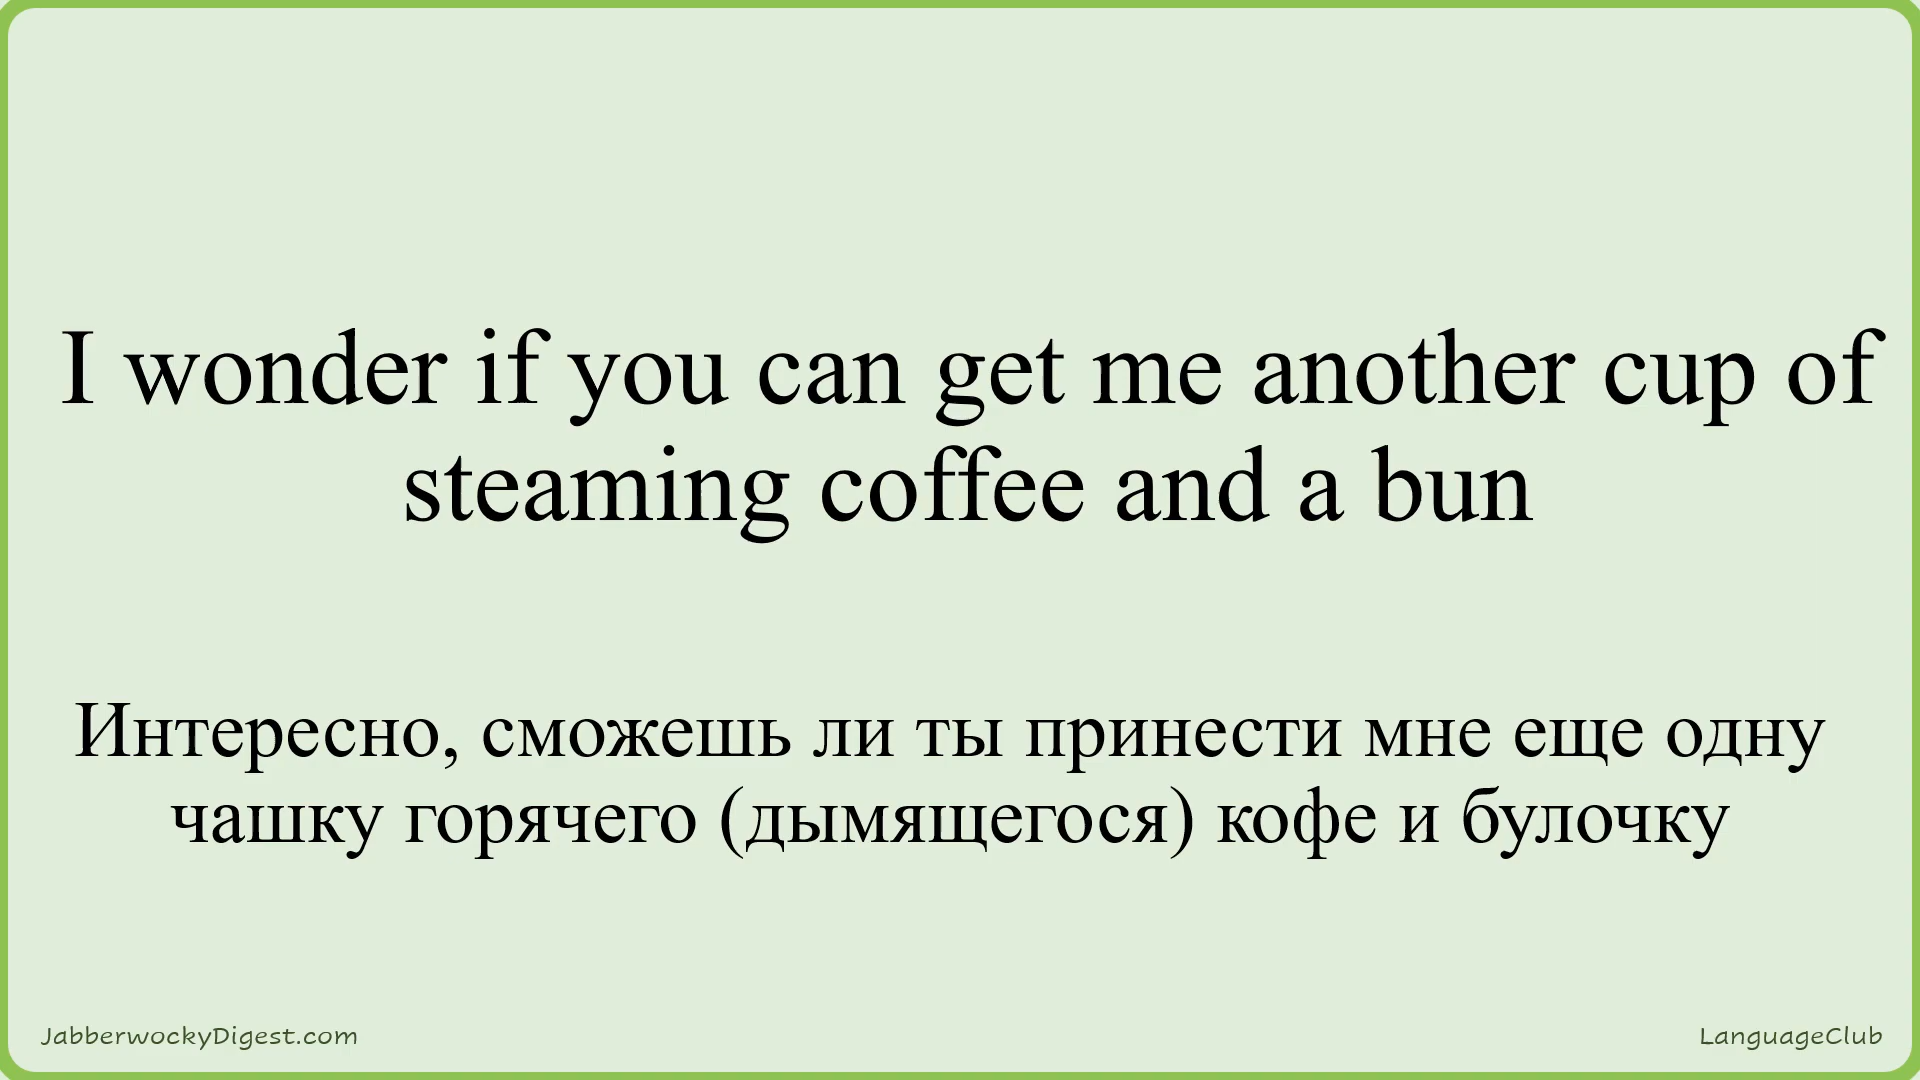 I wonder if you can get me another cup of
steaming coffee and a bun
Интересно, сможешь ли ты принести мне еще одну
чашку горячего (дымящегося) кофе и булочку
JabberwockyDigest.com
LanguageClub